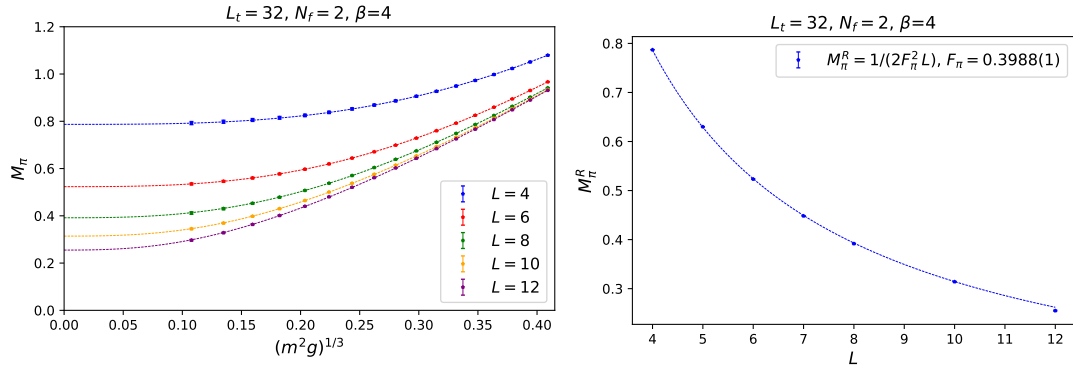 L_t = 32, N_f = 2, β=4
1.2
1.0
0.8
0.6
0.4
0.2
0.0
M_π
0.00 0.05 0.10 0.15 0.20 0.25 0.30 0.35 0.40
(m²g)^{1/3}
L = 4
L = 6
L = 8
L = 10
L = 12
L_t = 32, N_f = 2, β=4
0.8
0.7
0.6
0.5
0.4
0.3
M_π^R
4 5 6 7 8 9 10 11 12
L
M_π^R = 1/(2F_π^2 L), F_π = 0.3988(1)